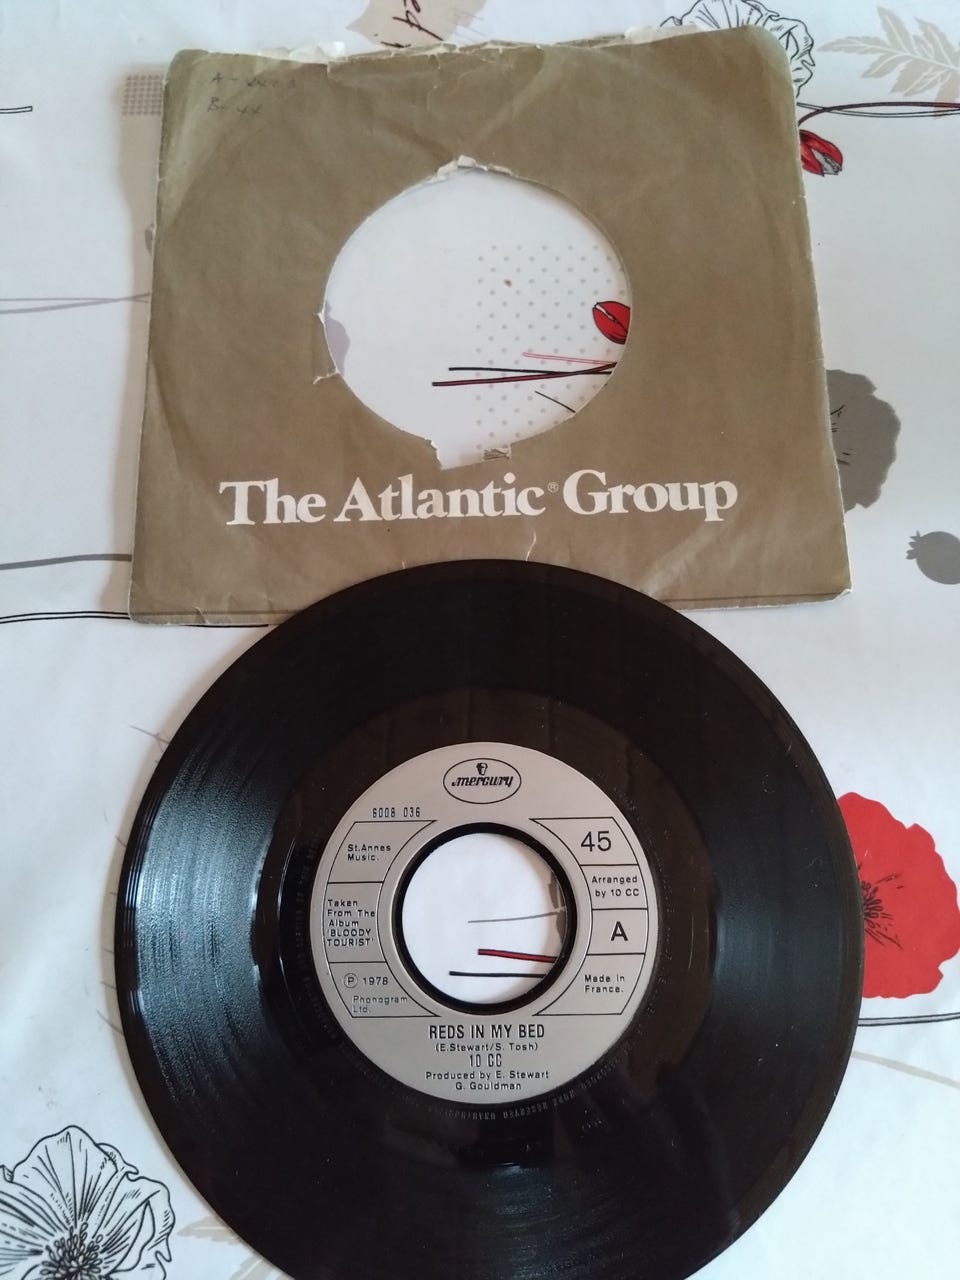 The Atlantic® Group
mercury
6008 036
St.Annes
Music.
Taken
From The
Album
'BLOODY
TOURIST'
Ⓟ 1978
Phonogram
Ltd.
45
Arranged
by 10 CC
A
Made in
France.
REDS IN MY BED
(E.Stewart/S. Tosh)
10 CC
Produced by E. Stewart
G. Gouldman